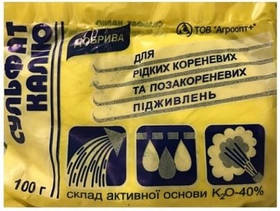 ДОБРИВА
ТОВ "Агроопт+"
СУЛЬФАТ
КАЛІЮ
100 г
ДЛЯ
РІДКИХ КОРЕНЕВИХ
ТА ПОЗАКОРЕНЕВИХ
ПІДЖИВЛЕНЬ
склад активної основи K₂O-40%